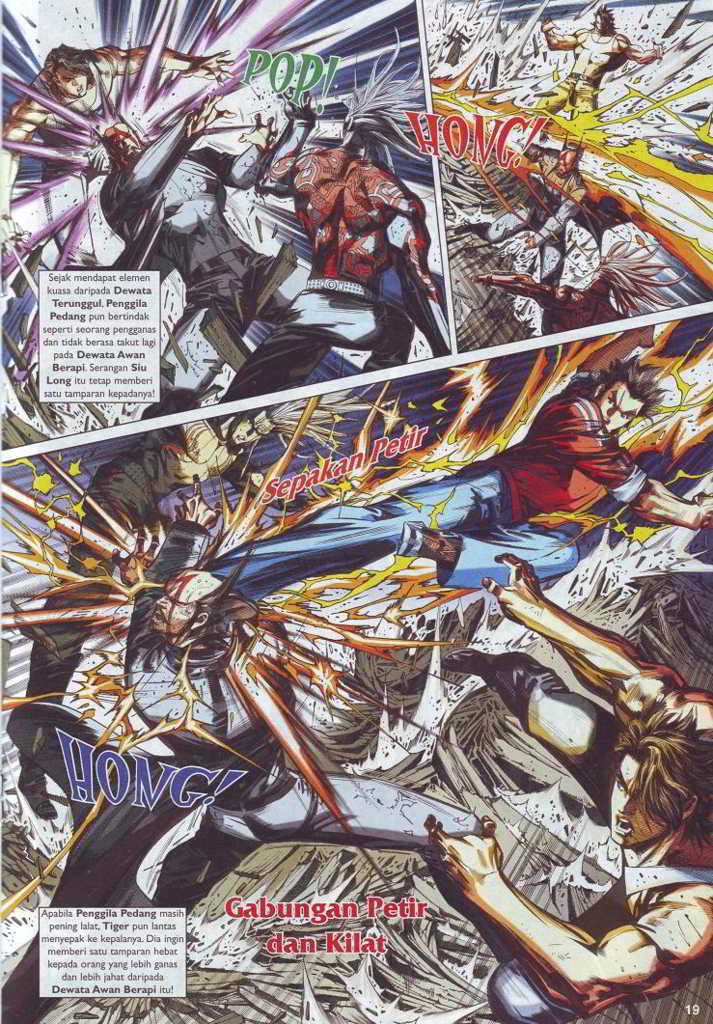 POP!
HONG!
Sejak mendapat elemen
kuasa daripada Dewata
Terunggul, Penggila
Pedang pun bertindak
seperti seorang pengganas
dan tidak berasa takut lagi
pada Dewata Awan
Berapi. Serangan Siu
Long itu tetap memberi
satu tamparan kepadanya!
Sepakan Petir
HONG!
Gabungan Petir
dan Kilat
Apabila Penggila Pedang masih
pening lalat, Tiger pun lantas
menyepak ke kepalanya. Dia ingin
memberi satu tamparan hebat
kepada orang yang lebih ganas
dan lebih jahat daripada
Dewata Awan Berapi itu!
19